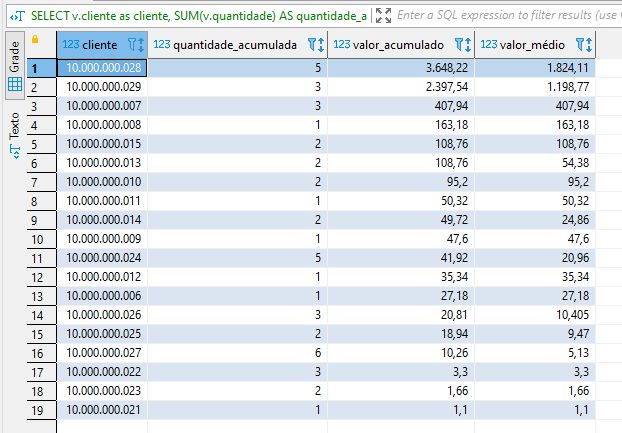 SELECT v.cliente as cliente, SUM(v.quantidade) AS quantidade_a Enter a SQL expression to filter results (use
Grade
Texto
123 cliente 123 quantidade_acumulada 123 valor_acumulado 123 valor_médio
1 10.000.000.028 5 3.648,22 1.824,11
2 10.000.000.029 3 2.397,54 1.198,77
3 10.000.000.007 3 407,94 407,94
4 10.000.000.008 1 163,18 163,18
5 10.000.000.015 2 108,76 108,76
6 10.000.000.013 2 108,76 54,38
7 10.000.000.010 2 95,2 95,2
8 10.000.000.011 1 50,32 50,32
9 10.000.000.014 2 49,72 24,86
10 10.000.000.009 1 47,6 47,6
11 10.000.000.024 5 41,92 20,96
12 10.000.000.012 1 35,34 35,34
13 10.000.000.006 1 27,18 27,18
14 10.000.000.026 3 20,81 10,405
15 10.000.000.025 2 18,94 9,47
16 10.000.000.027 6 10,26 5,13
17 10.000.000.022 3 3,3 3,3
18 10.000.000.023 2 1,66 1,66
19 10.000.000.021 1 1,1 1,1